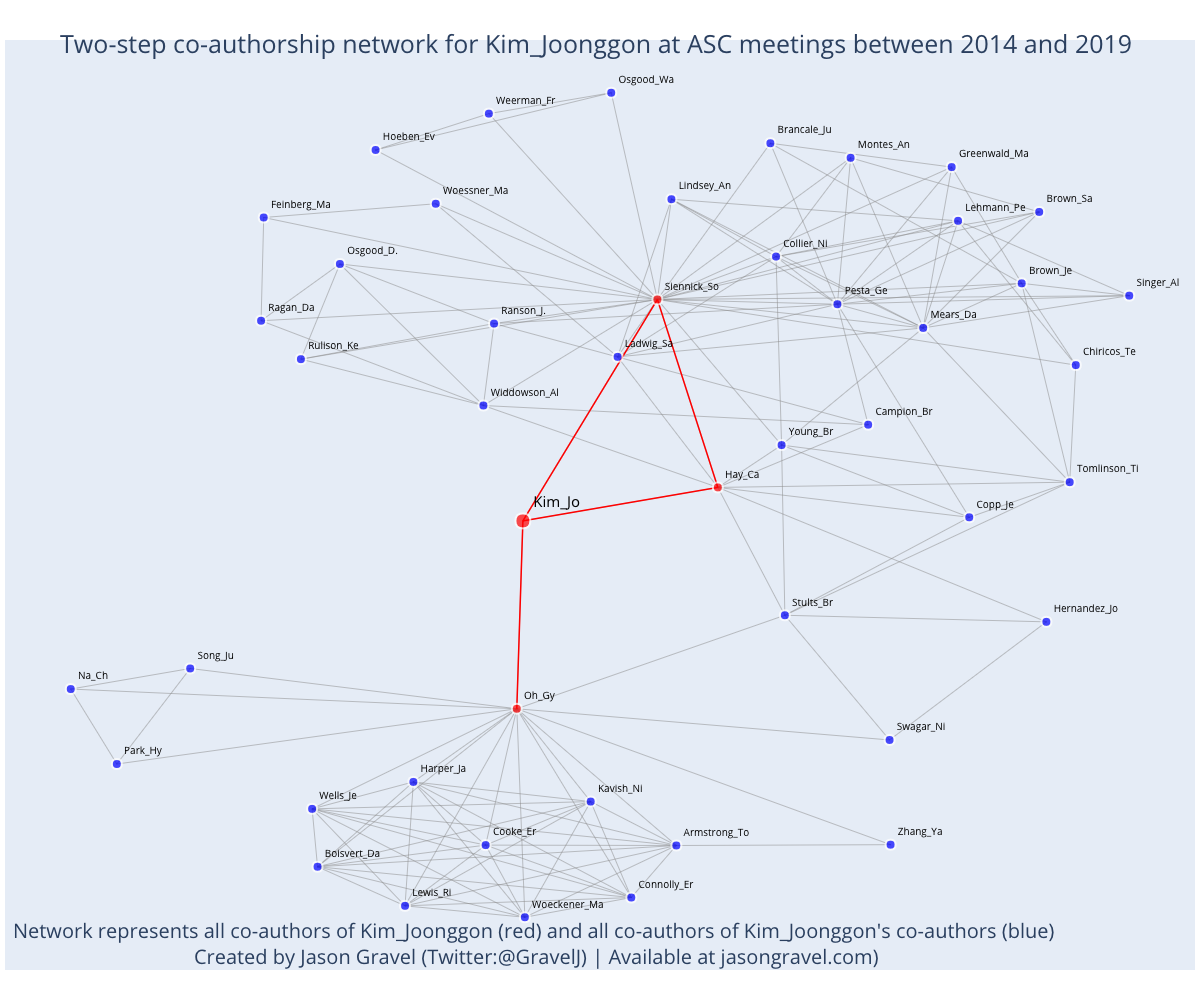 Two-step co-authorship network for Kim_Joonggon at ASC meetings between 2014 and 2019
Osgood_Wa
Weerman_Fr
Hoeben_Ev
Brancale_Ju
Montes_An
Greenwald_Ma
Lindsey_An
Woessner_Ma
Feinberg_Ma
Brown_Sa
Lehmann_Pe
Collier_Ni
Osgood_D.
Brown_Je
Singer_Al
Siennick_So
Pesta_Ge
Ragan_Da
Ranson_J.
Mears_Da
Rulison_Ke
Ladwig_Sa
Chiricos_Te
Widdowson_Al
Campion_Br
Young_Br
Hay_Ca
Tomlinson_Ti
Kim_Jo
Copp_Je
Stults_Br
Hernandez_Jo
Song_Ju
Na_Ch
Oh_Gy
Swagar_Ni
Park_Hy
Harper_Ja
Kavish_Ni
Wells_Je
Cooke_Er
Armstrong_To
Zhang_Ya
Boisvert_Da
Connolly_Er
Lewis_Ri
Woeckener_Ma
Network represents all co-authors of Kim_Joonggon (red) and all co-authors of Kim_Joonggon's co-authors (blue)
Created by Jason Gravel (Twitter:@GravelJ) | Available at jasongravel.com)